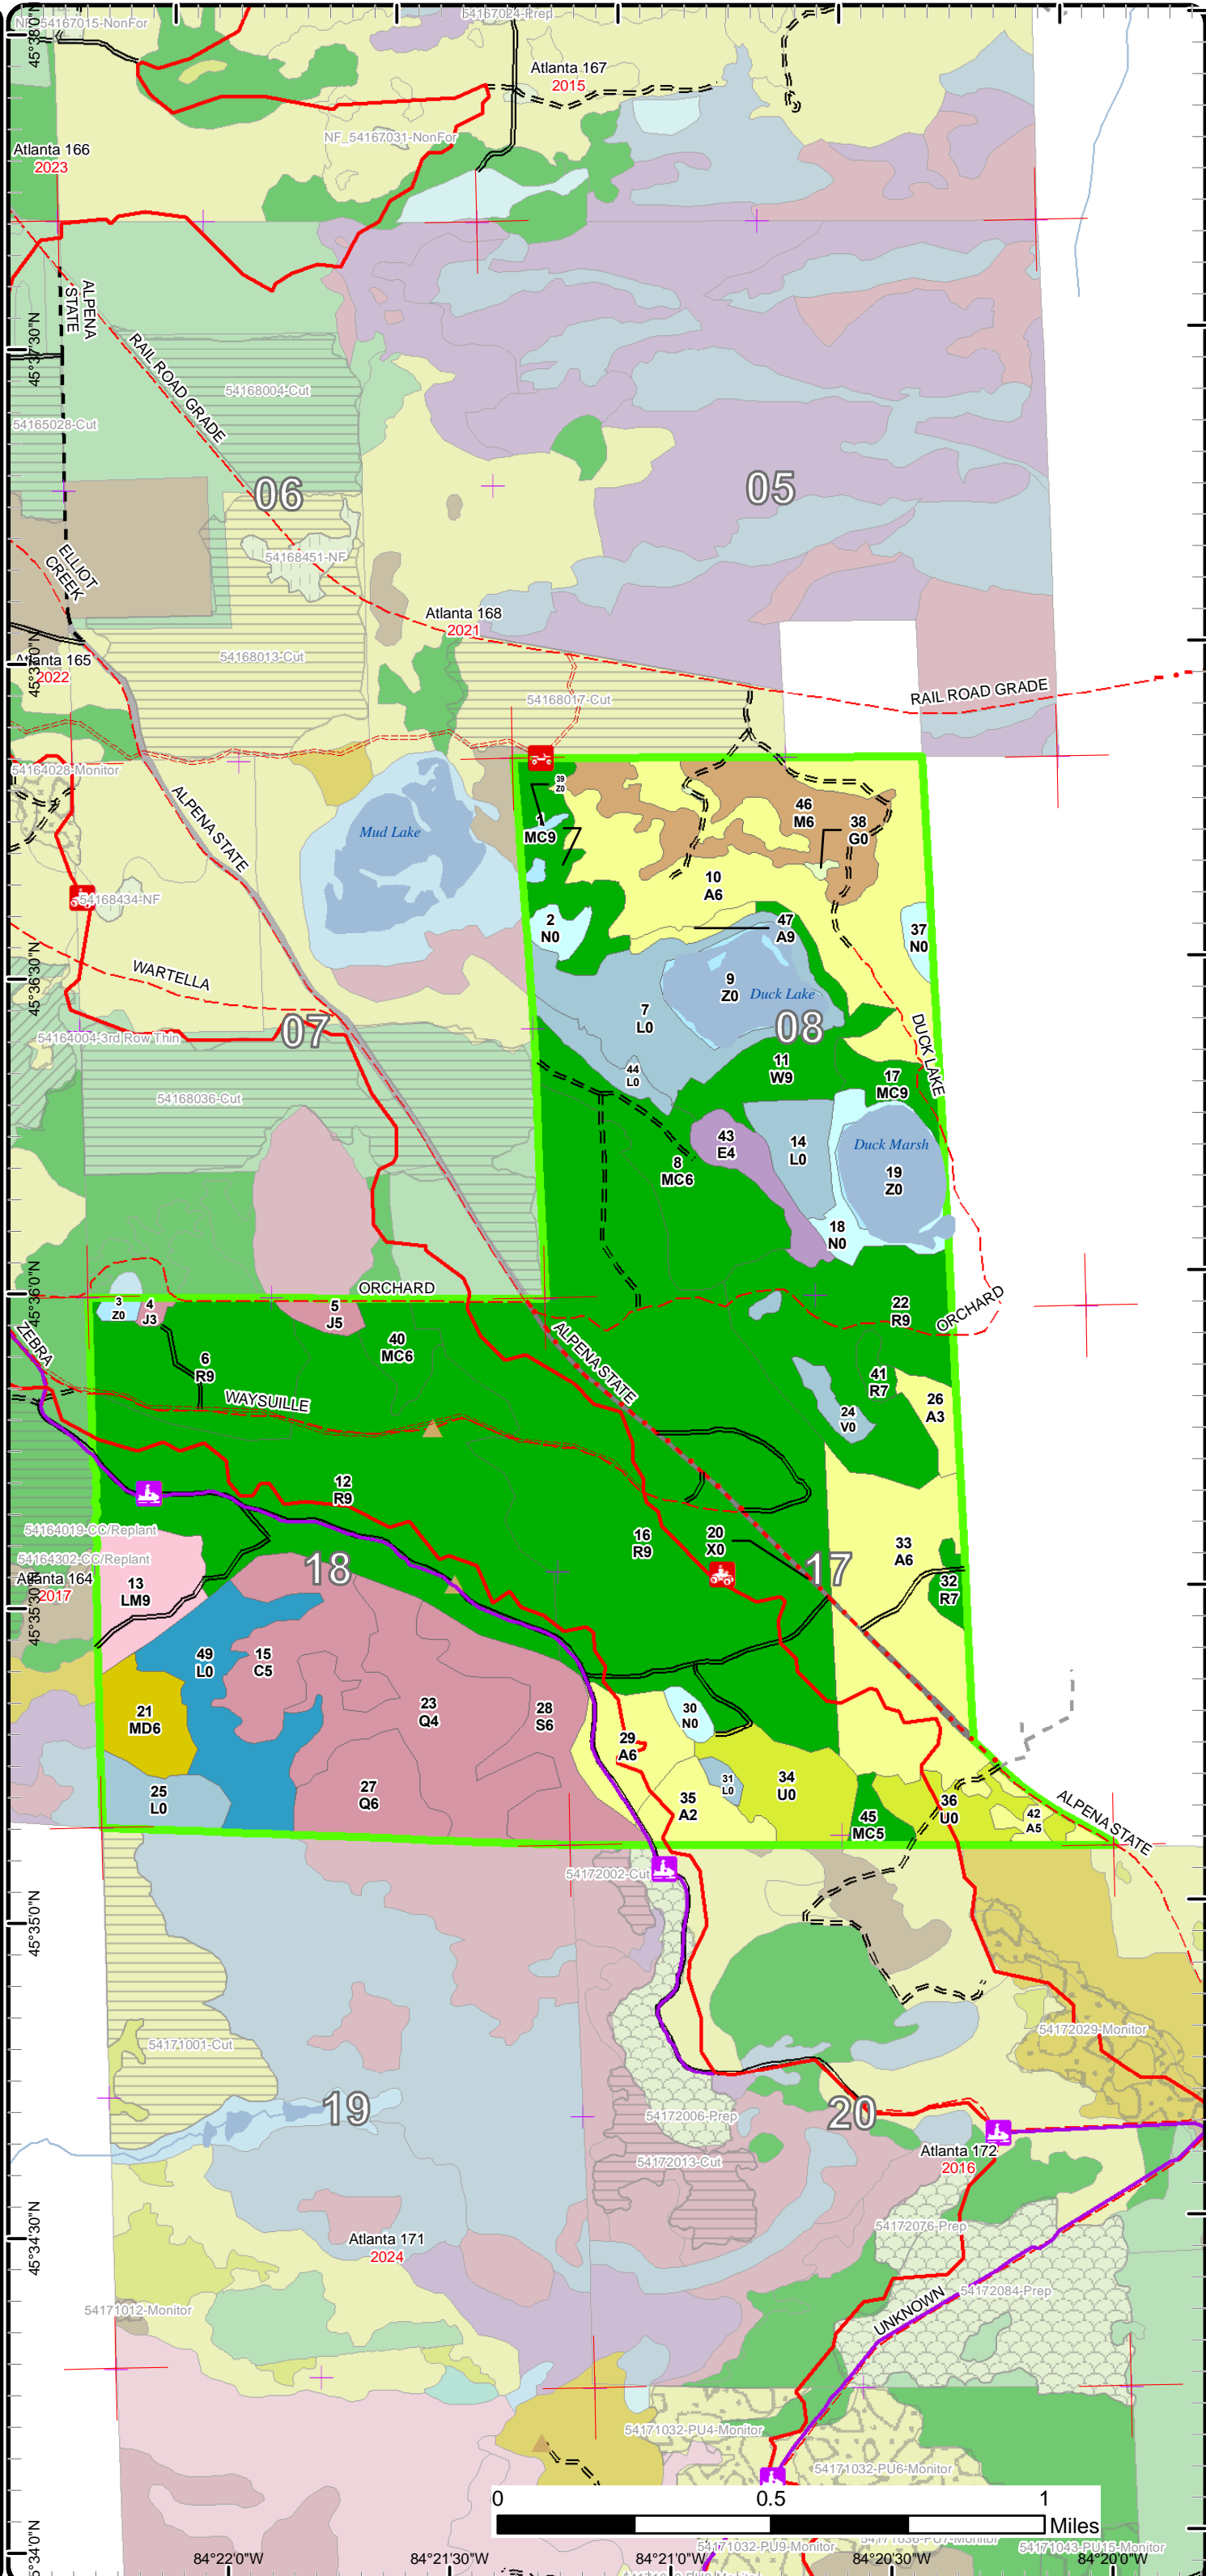 54167015-NonFor
54167024-Prep
45°38'0"N
Atlanta 167
2015
NF_54167031-NonFor
Atlanta 166
2023
ALPENA
STATE
RAIL ROAD GRADE
45°37'30"N
54168004-Cut
54165028-Cut
06
05
54168451-NF
ELLIOT
CREEK
Atlanta 168
2021
54168013-Cut
45°37'0"N
Atlanta 165
2022
RAIL ROAD GRADE
54168017-Cut
54164028-Monitor
39
Z0
ALPENA STATE
Mud Lake
1
MC9
46
M6
38
G0
54168434-NF
10
A6
2
N0
47
A9
37
N0
WARTELLA
45°36'30"N
9
Z0
Duck Lake
7
L0
08
54164004-3rd Row Thin
07
DUCK LAKE
44
L0
11
W9
17
MC9
54168036-Cut
43
E4
14
L0
Duck Marsh
8
MC6
19
Z0
18
N0
45°36'0"N
ORCHARD
3
Z0
4
J3
5
J5
22
R9
ORCHARD
ZEBRA
40
MC6
ALPENA STATE
6
R9
41
R7
WAYSUILLE
26
A3
24
V0
12
R9
54164019-CC/Replant
16
R9
20
X0
33
A6
54164302-CC/Replant
18
17
Atlanta 164
2017
13
LM9
32
R7
45°35'30"N
49
L0
15
C5
21
MD6
23
Q4
28
S6
30
N0
29
A6
25
L0
27
Q6
31
L0
34
U0
35
A2
36
U0
42
A5
45
MC5
ALPENA STATE
54172002-Cut
45°35'0"N
54171001-Cut
54172029-Monitor
19
20
54172006-Prep
Atlanta 172
2016
54172013-Cut
45°34'30"N
Atlanta 171
2024
54172076-Prep
54172084-Prep
54171012-Monitor
UNKNOWN
54171032-PU4-Monitor
54171032-PU6-Monitor
0 0.5 1
Miles
54171032-PU9-Monitor
54171043-PU15-Monitor
45°34'0"N
84°22'0"W 84°21'30"W 84°21'0"W 84°20'30"W 84°20'0"W